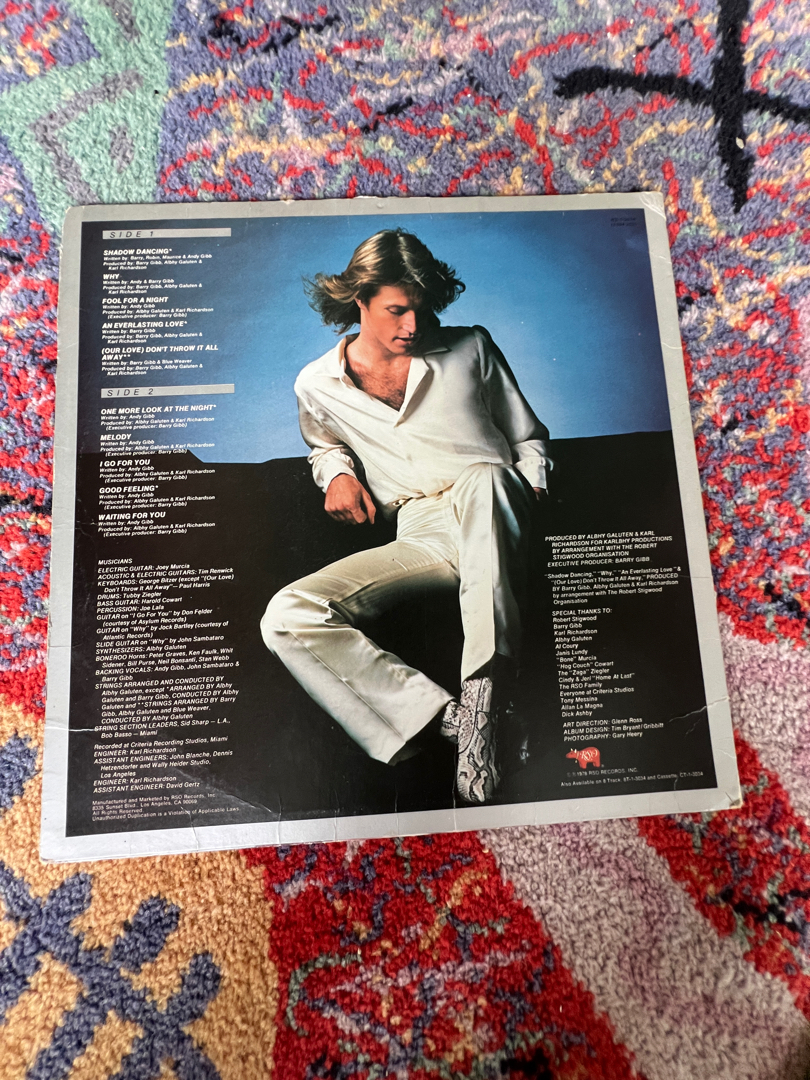 SIDE 1
SHADOW DANCING*
Written by: Barry, Robin, Maurice & Andy Gibb
Produced by: Barry Gibb, Albhy Galuten &
Karl Richardson
WHY
Written by: Andy & Barry Gibb
Produced by: Barry Gibb, Albhy Galuten &
Karl Richardson
FOOL FOR A NIGHT
Written by: Andy Gibb
Produced by: Albhy Galuten & Karl Richardson
(Executive producer: Barry Gibb)
AN EVERLASTING LOVE*
Written by: Barry Gibb
Produced by: Barry Gibb, Albhy Galuten &
Karl Richardson
(OUR LOVE) DON'T THROW IT ALL
AWAY**
Written by: Barry Gibb & Blue Weaver
Produced by: Barry Gibb, Albhy Galuten &
Karl Richardson
SIDE 2
ONE MORE LOOK AT THE NIGHT*
Written by: Andy Gibb
Produced by: Albhy Galuten & Karl Richardson
(Executive producer: Barry Gibb)
MELODY
Written by: Andy Gibb
Produced by: Albhy Galuten & Karl Richardson
(Executive producer: Barry Gibb)
I GO FOR YOU
Written by: Andy Gibb
Produced by: Albhy Galuten & Karl Richardson
(Executive producer: Barry Gibb)
GOOD FEELING*
Written by: Andy Gibb
Produced by: Albhy Galuten & Karl Richardson
(Executive producer: Barry Gibb)
WAITING FOR YOU
Written by: Andy Gibb
Produced by: Albhy Galuten & Karl Richardson
(Executive producer: Barry Gibb)
MUSICIANS
ELECTRIC GUITAR: Joey Murcia
ACOUSTIC & ELECTRIC GUITARS: Tim Renwick
KEYBOARDS: George Bitzer (except "(Our Love)
Don't Throw It All Away" — Paul Harris
DRUMS: Tubby Ziegler
BASS GUITAR: Harold Cowart
PERCUSSION: Joe Lala
GUITAR on "I Go For You" by Don Felder
(courtesy of Asylum Records)
GUITAR on "Why" by Jock Bartley (courtesy of
Atlantic Records)
SLIDE GUITAR on "Why" by John Sambataro
SYNTHESIZERS: Albhy Galuten
BONEROO Horns: Peter Graves, Ken Faulk, Whit
Sidener, Bill Purse, Neil Bonsanti, Stan Webb
BACKING VOCALS: Andy Gibb, John Sambataro &
Barry Gibb
STRINGS ARRANGED AND CONDUCTED BY
Albhy Galuten, except *ARRANGED BY Albhy
Galuten and Barry Gibb, CONDUCTED BY Albhy
Galuten and **STRINGS ARRANGED BY Barry
Gibb, Albhy Galuten and Blue Weaver.
CONDUCTED BY Albhy Galuten
STRING SECTION LEADERS, Sid Sharp — L.A.,
Bob Basso — Miami
Recorded at Criteria Recording Studios, Miami
ENGINEER: Karl Richardson
ASSISTANT ENGINEERS: John Blanche, Dennis
Hetzendorfer and Wally Heider Studio,
Los Angeles
ENGINEER: Karl Richardson
ASSISTANT ENGINEER: David Gertz
Manufactured and Marketed by RSO Records, Inc.
8335 Sunset Blvd., Los Angeles, CA 90069
All Rights Reserved.
Unauthorized Duplication is a Violation of Applicable Laws
PRODUCED BY ALBHY GALUTEN & KARL
RICHARDSON FOR KARLBHY PRODUCTIONS
BY ARRANGEMENT WITH THE ROBERT
STIGWOOD ORGANISATION
EXECUTIVE PRODUCER: BARRY GIBB
"Shadow Dancing," "Why," "An Everlasting Love" &
"(Our Love) Don't Throw It All Away," PRODUCED
BY Barry Gibb, Albhy Galuten & Karl Richardson
by arrangement with The Robert Stigwood
Organisation
SPECIAL THANKS TO:
Robert Stigwood
Barry Gibb
Karl Richardson
Albhy Galuten
Al Coury
Janis Lundy
"Bone" Murcia
"Hog Couch" Cowart
The "Zega" Ziegler
Cindy & Jeri "Home At Last"
The RSO Family
Everyone at Criteria Studios
Tony Messina
Allan La Magna
Dick Ashby
ART DIRECTION: Glenn Ross
ALBUM DESIGN: Tim Bryant/Gribbitt
PHOTOGRAPHY: Gary Heery
RSO
℗ © 1978 RSO RECORDS, INC.
Also Available on 8 Track, 8T-1-3034 and Cassette, CT-1-3034